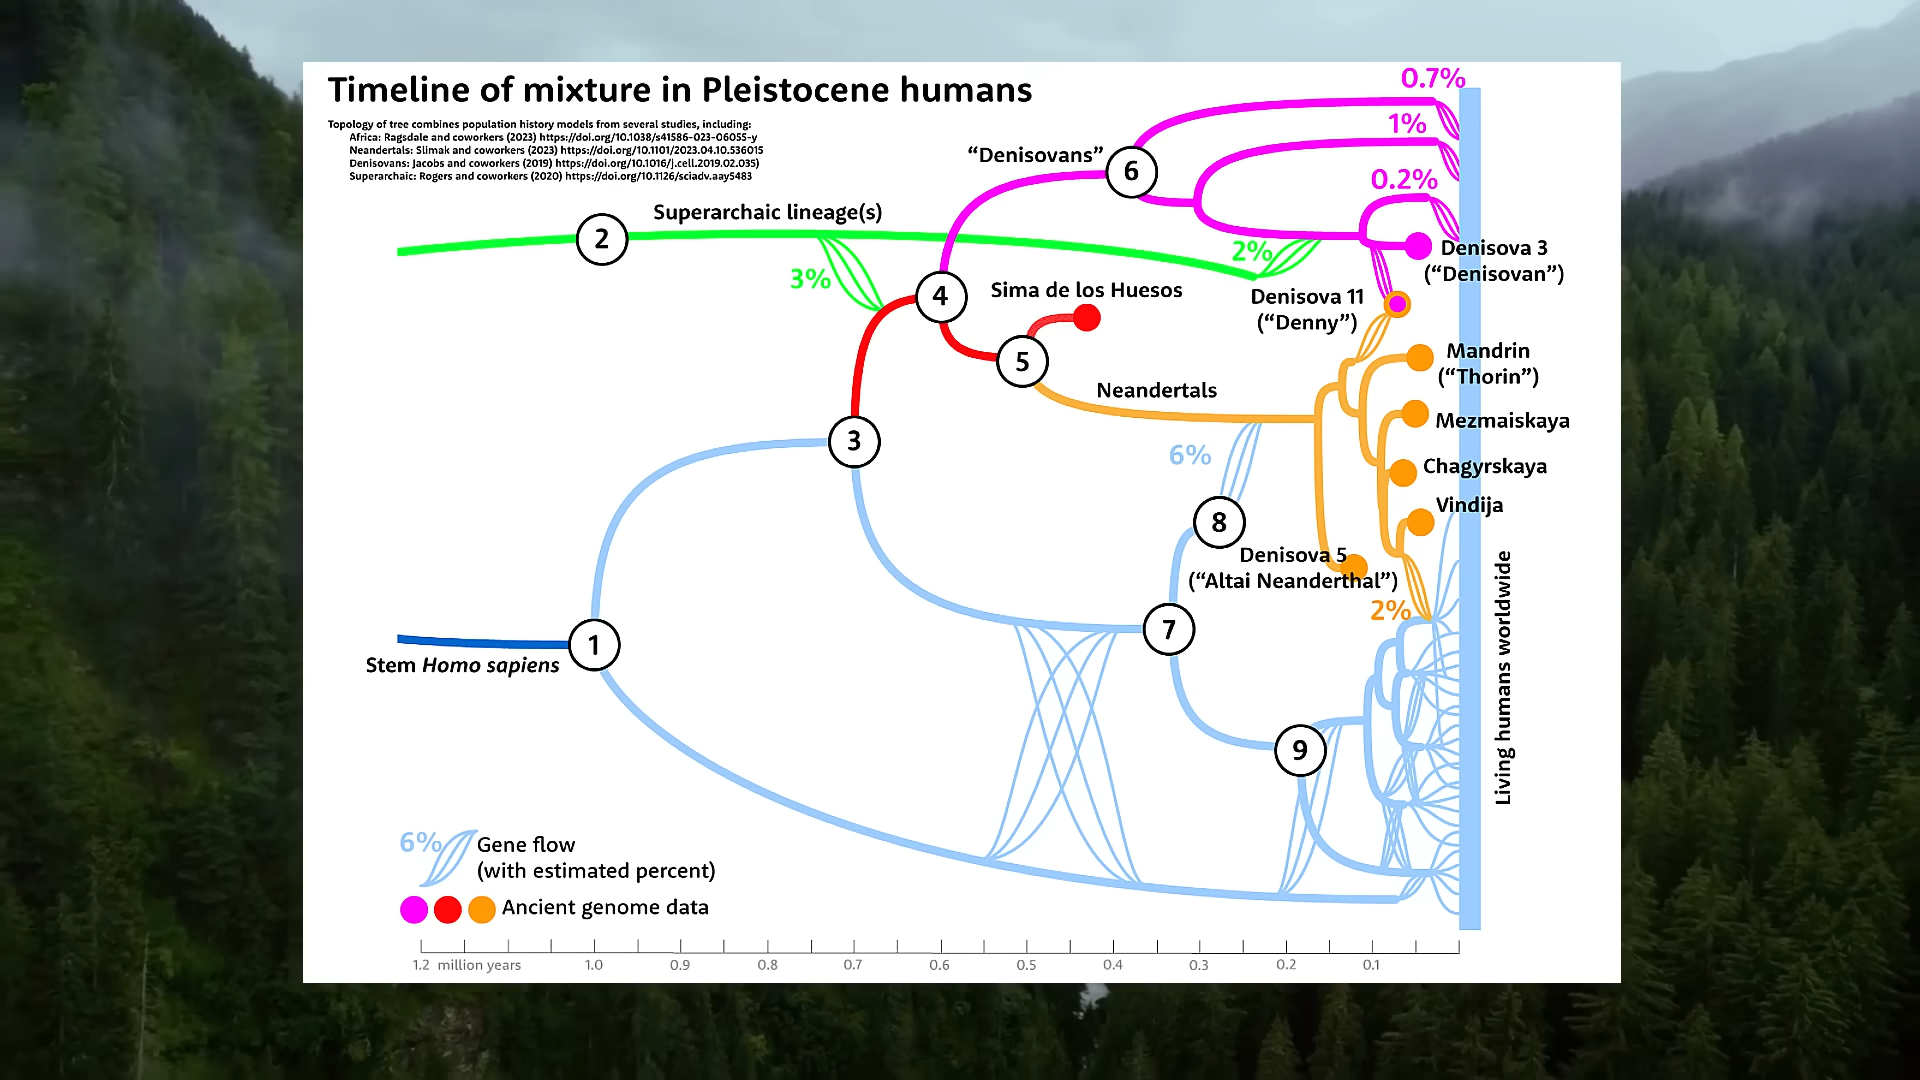 Timeline of mixture in Pleistocene humans
Topology of tree combines population history models from several studies, including:
Africa: Ragsdale and coworkers (2023) https://doi.org/10.1038/s41586-023-06055-y
Neandertals: Slimak and coworkers (2023) https://doi.org/10.1101/2023.04.10.536015
Denisovans: Jacobs and coworkers (2019) https://doi.org/10.1016/j.cell.2019.02.035)
Superarchaic: Rogers and coworkers (2020) https://doi.org/10.1126/sciadv.aay5483
0.7%
1%
“Denisovans”
6
0.2%
Superarchaic lineage(s)
2
3%
2%
Denisova 3
(“Denisovan”)
4
Sima de los Huesos
Denisova 11
(“Denny”)
5
Mandrin
(“Thorin”)
Neandertals
Mezmaiskaya
3
6%
Chagyrskaya
Vindija
8
Denisova 5
(“Altai Neanderthal”)
2%
7
1
Stem Homo sapiens
Living humans worldwide
9
6%
Gene flow
(with estimated percent)
Ancient genome data
1.2 million years 1.0 0.9 0.8 0.7 0.6 0.5 0.4 0.3 0.2 0.1